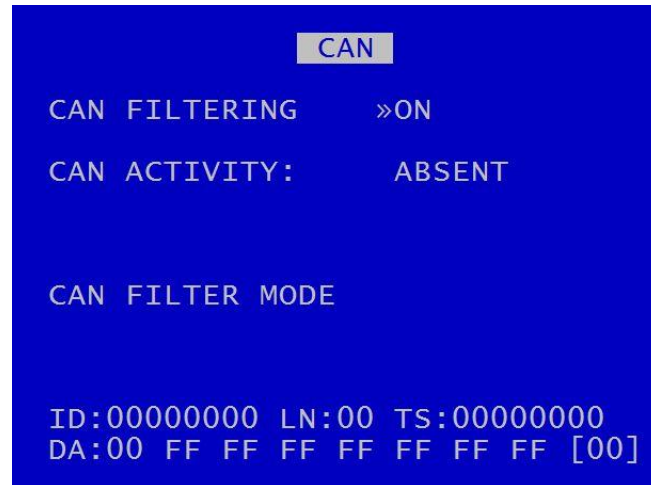 CAN
CAN FILTERING »ON
CAN ACTIVITY: ABSENT
CAN FILTER MODE
ID:00000000 LN:00 TS:00000000
DA:00 FF FF FF FF FF FF FF [00]